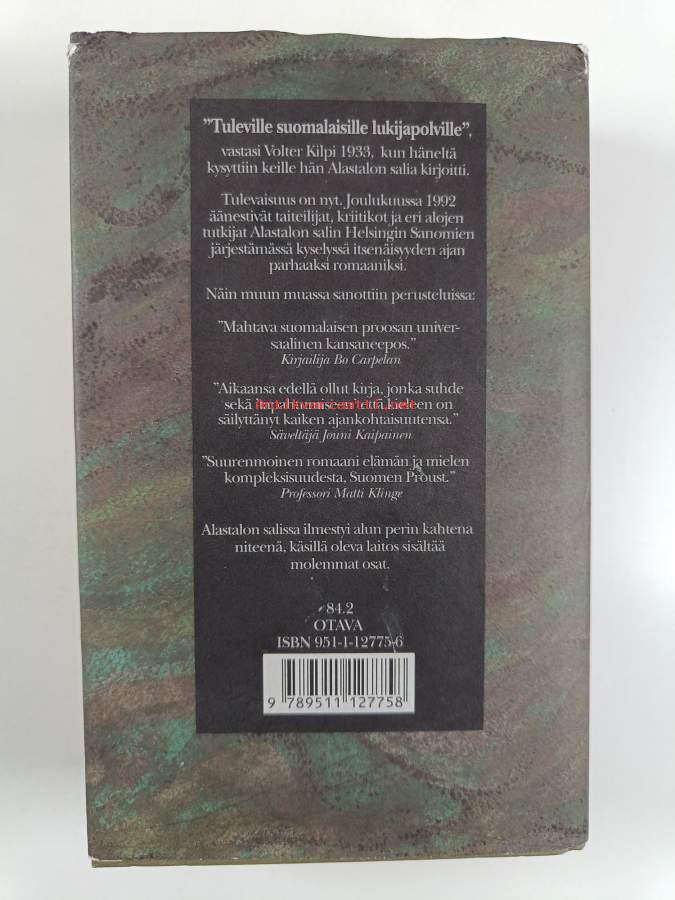 "Tuleville suomalaisille lukijapolville",
vastasi Volter Kilpi 1933, kun häneltä
kysyttiin keille hän Alastalon salia kirjoitti.
Tulevaisuus on nyt. Joulukuussa 1992
äänestivät taiteilijat, kriitikot ja eri alojen
tutkijat Alastalon salin Helsingin Sanomien
järjestämässä kyselyssä itsenäisyyden ajan
parhaaksi romaaniksi.
Näin muun muassa sanottiin perusteluissa:
"Mahtava suomalaisen proosan univer-
saalinen kansaneepos."
Kirjailija Bo Carpelan
"Aikaansa edellä ollut kirja, jonka suhde
sekä tapahtumiseen että kieleen on
säilyttänyt kaiken ajankohtaisuutensa."
Säveltäjä Jouni Kaipainen
"Suurenmoinen romaani elämän ja mielen
kompleksisuudesta, Suomen Proust."
Professori Matti Klinge
Alastalon salissa ilmestyi alun perin kahtena
niteenä, käsillä oleva laitos sisältää
molemmat osat.
84.2
OTAVA
ISBN 951-1-12775-6
9 789511 127758